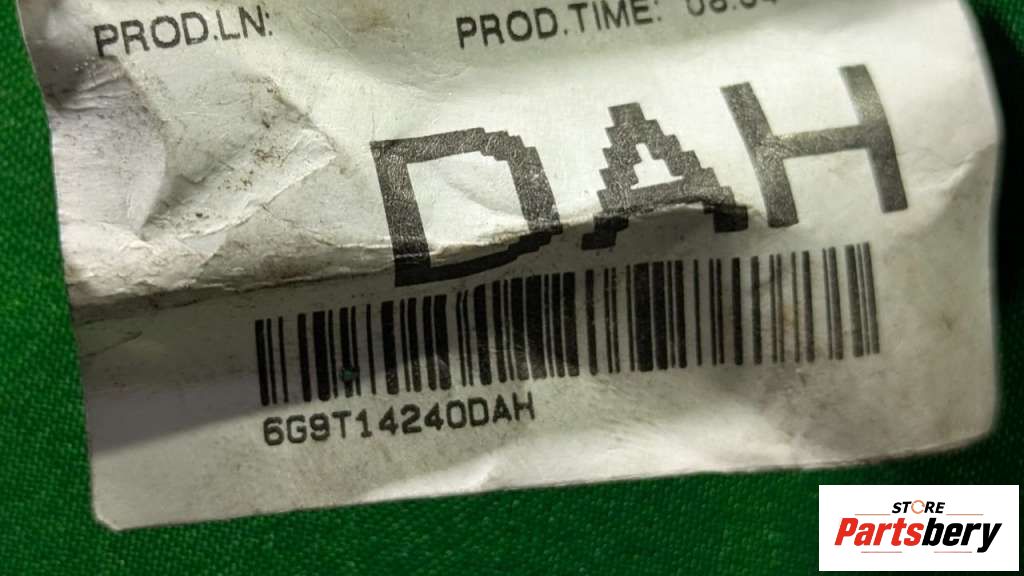 PROD.LN:
PROD.TIME:
DAH
6G9T14240DAH
STORE
Partsbery